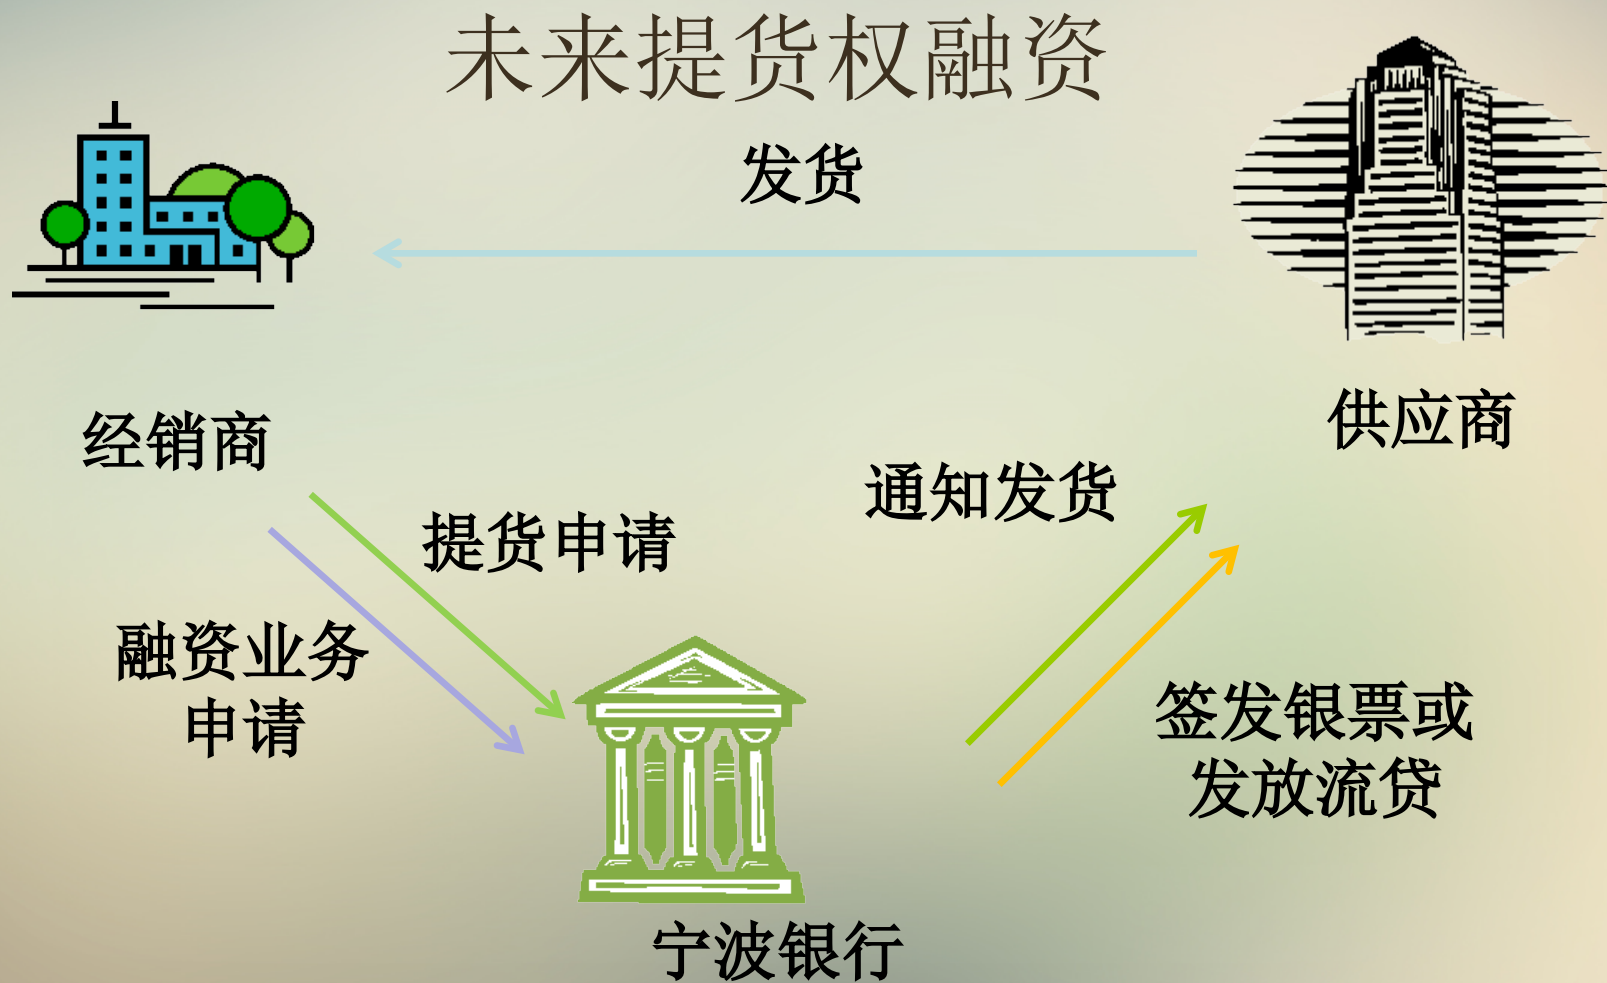 未来提货权融资
发货
经销商
供应商
通知发货
提货申请
融资业务
申请
签发银票或
发放流贷
宁波银行